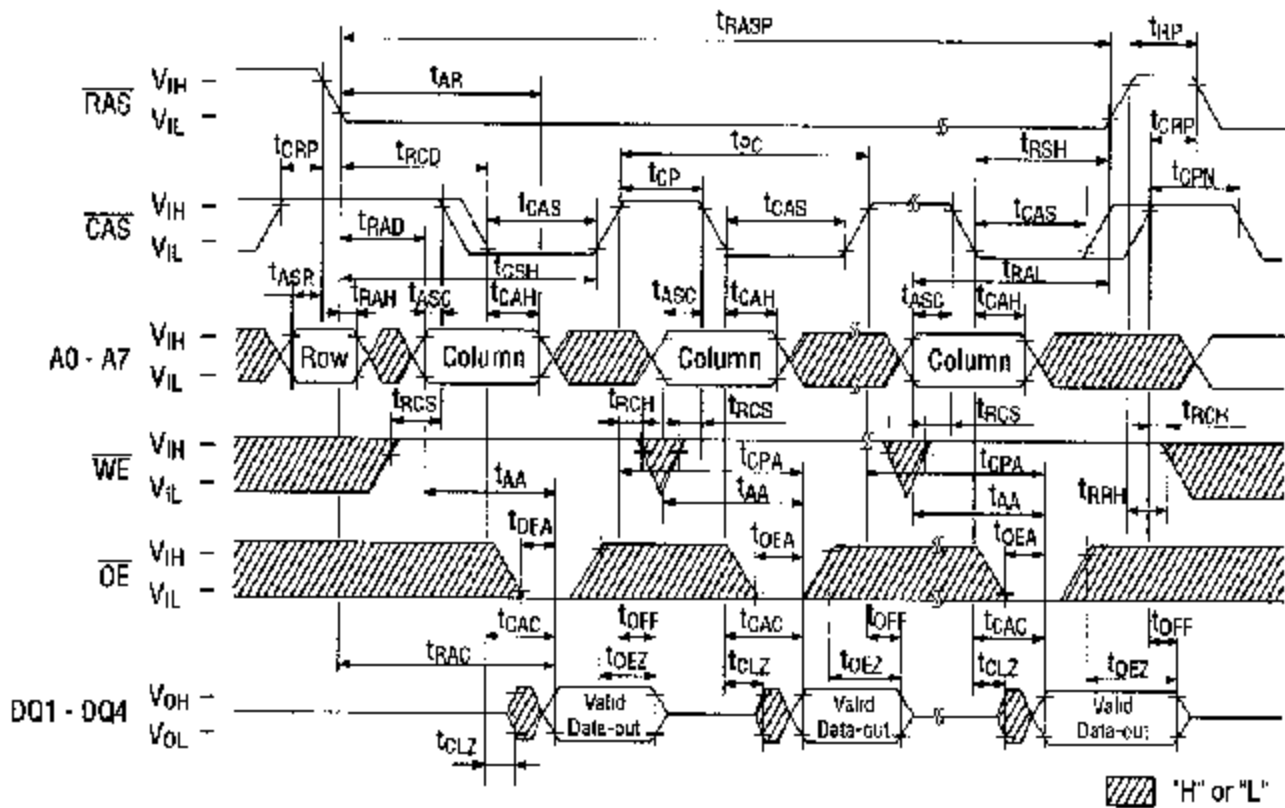 tRASP
tRP
RAS
VIH
VIL
tAR
tCRP
tRCD
tPC
tRSH
tCRP
tCP
tCPN
CAS
VIH
VIL
tCAS
tCAS
tCAS
tRAD
tCSH
tRAL
tASR
tRAH
tASC
tCAH
tASC
tCAH
tASC
tCAH
A0 - A7
VIH
VIL
Row
Column
Column
Column
tRCS
tRCH
tRCS
tRCS
tRCH
WE
VIH
VIL
tCPA
tCPA
tAA
tAA
tAA
tRRH
tOEA
tOEA
tOEA
OE
VIH
VIL
tCAC
tOFF
tCAC
tOFF
tCAC
tOFF
tRAC
tOEZ
tCLZ
tOEZ
tCLZ
tOEZ
DQ1 - DQ4
VOH
VOL
Valid
Data-out
Valid
Data-out
Valid
Data-out
tCLZ
"H" or "L"